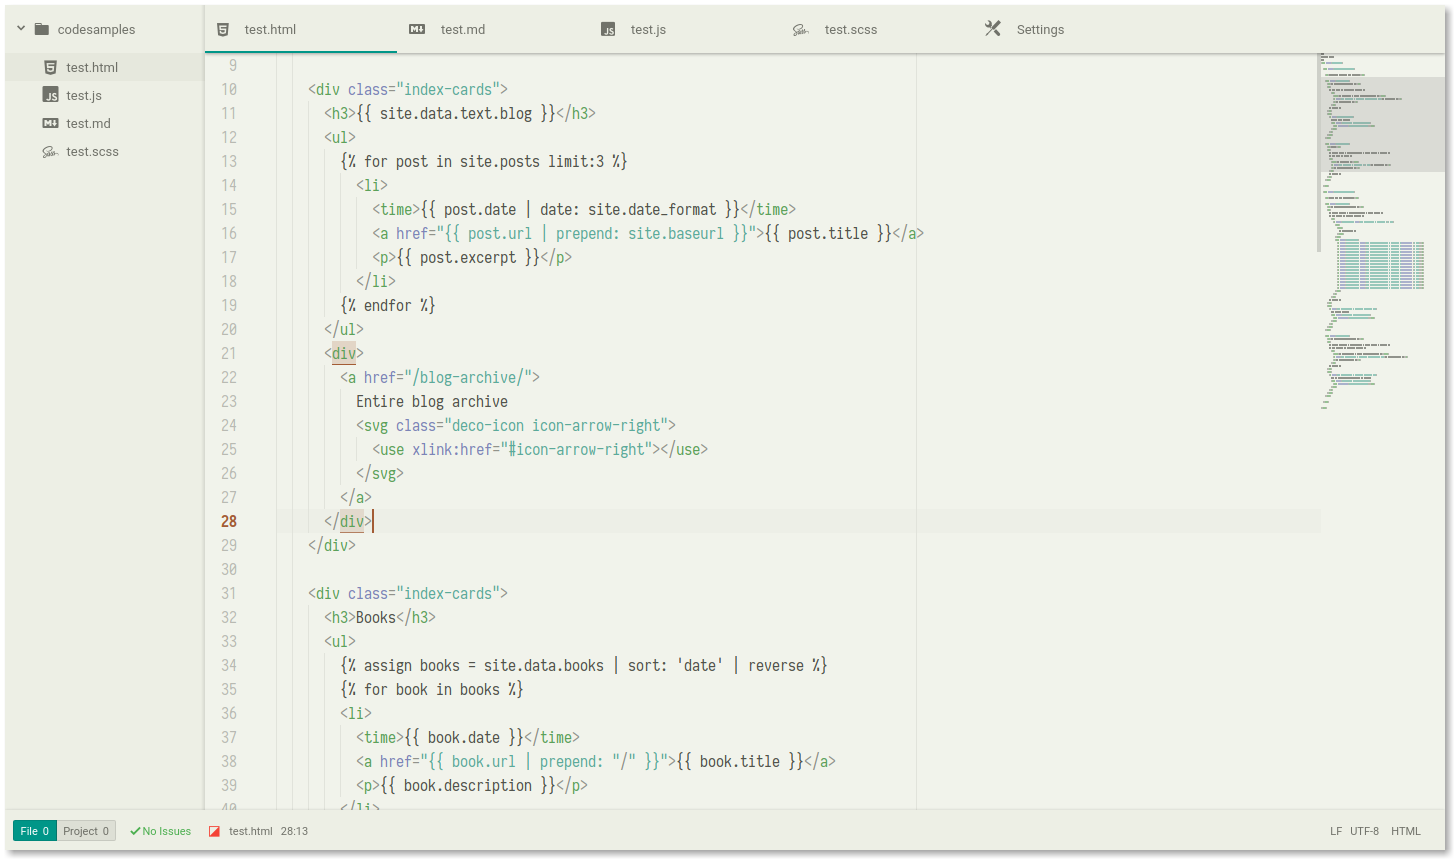 codesamples
test.html
test.md
test.js
test.scss
Settings
test.html
test.js
test.md
test.scss
9
10 <div class="index-cards">
11 <h3>{{ site.data.text.blog }}</h3>
12 <ul>
13 {% for post in site.posts limit:3 %}
14 <li>
15 <time>{{ post.date | date: site.date_format }}</time>
16 <a href="{{ post.url | prepend: site.baseurl }}">{{ post.title }}</a>
17 <p>{{ post.excerpt }}</p>
18 </li>
19 {% endfor %}
20 </ul>
21 <div>
22 <a href="/blog-archive/">
23 Entire blog archive
24 <svg class="deco-icon icon-arrow-right">
25 <use xlink:href="#icon-arrow-right"></use>
26 </svg>
27 </a>
28 </div>
29 </div>
30
31 <div class="index-cards">
32 <h3>Books</h3>
33 <ul>
34 {% assign books = site.data.books | sort: 'date' | reverse %}
35 {% for book in books %}
36 <li>
37 <time>{{ book.date }}</time>
38 <a href="{{ book.url | prepend: "/" }}">{{ book.title }}</a>
39 <p>{{ book.description }}</p>
40 </li>
File 0 Project 0 No Issues test.html 28:13 LF UTF-8 HTML